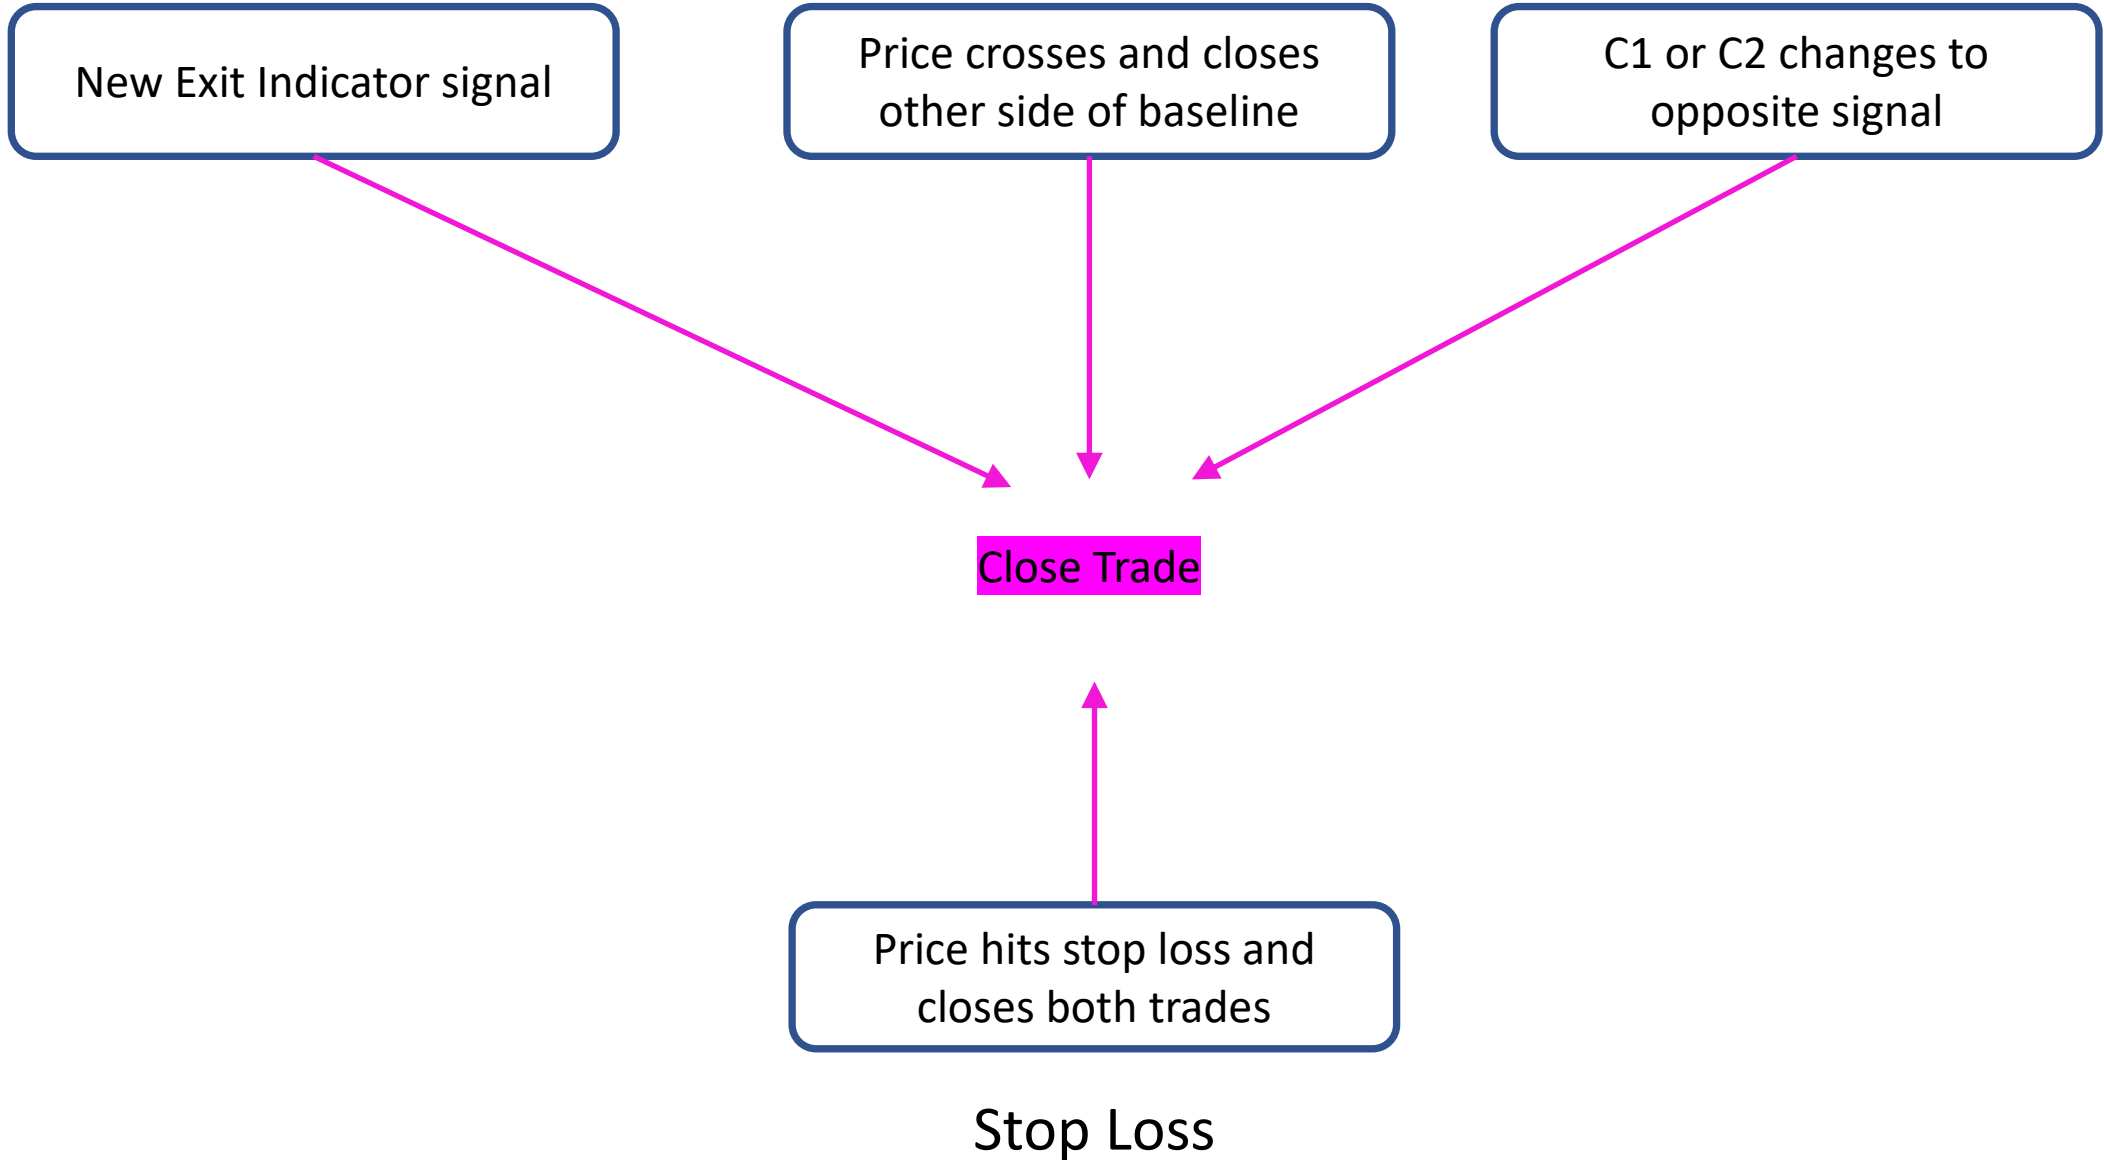 New Exit Indicator signal
Price crosses and closes
other side of baseline
C1 or C2 changes to
opposite signal
Close Trade
Price hits stop loss and
closes both trades
Stop Loss